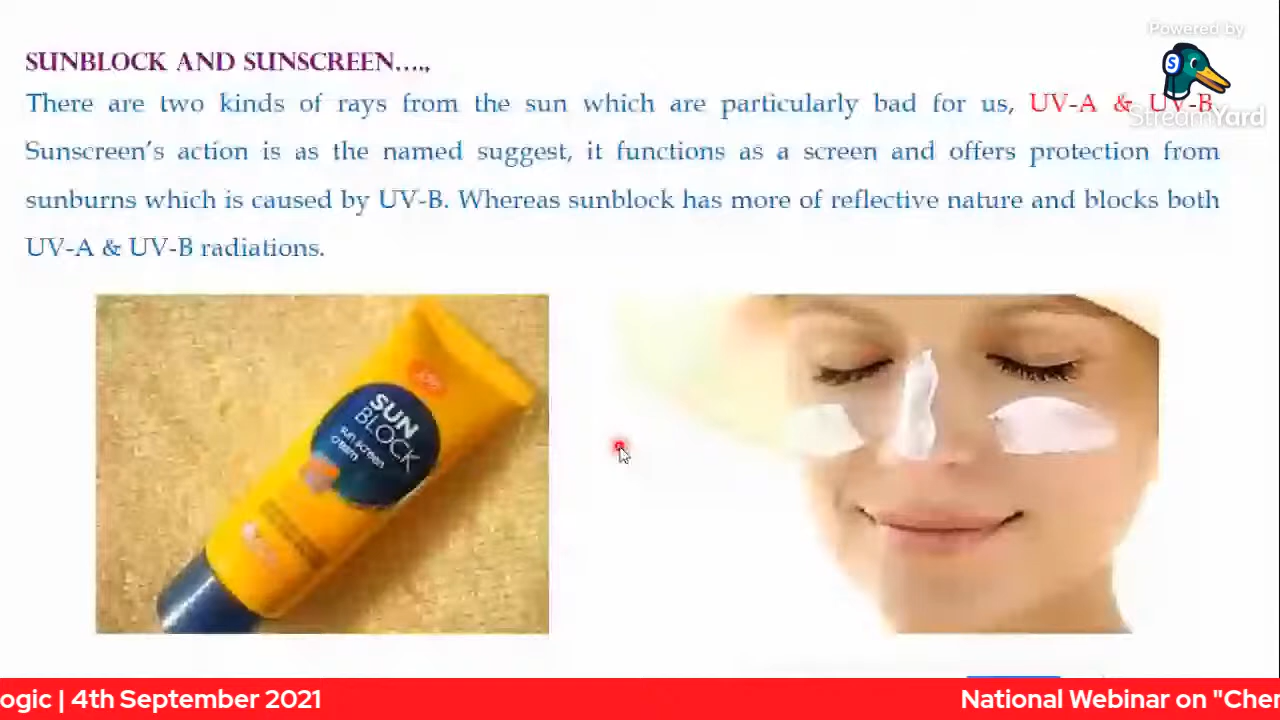 Powered by
StreamYard
SUNBLOCK AND SUNSCREEN....,
There are two kinds of rays from the sun which are particularly bad for us, UV-A & UV-B
Sunscreen's action is as the named suggest, it functions as a screen and offers protection from
sunburns which is caused by UV-B. Whereas sunblock has more of reflective nature and blocks both
UV-A & UV-B radiations.
SUN
BLOCK
sun screen
cream
ogic | 4th September 2021
National Webinar on "Cher